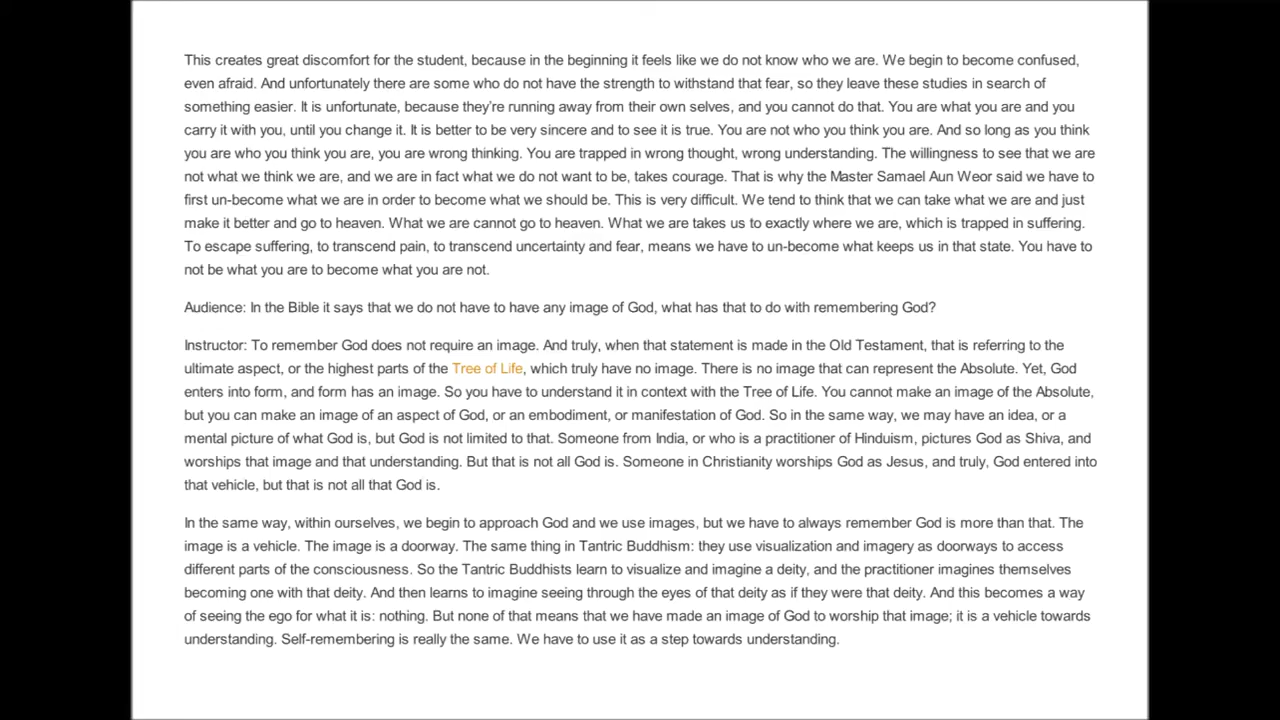 This creates great discomfort for the student, because in the beginning it feels like we do not know who we are. We begin to become confused,
even afraid. And unfortunately there are some who do not have the strength to withstand that fear, so they leave these studies in search of
something easier. It is unfortunate, because they're running away from their own selves, and you cannot do that. You are what you are and you
carry it with you, until you change it. It is better to be very sincere and to see it is true. You are not who you think you are. And so long as you think
you are who you think you are, you are wrong thinking. You are trapped in wrong thought, wrong understanding. The willingness to see that we are
not what we think we are, and we are in fact what we do not want to be, takes courage. That is why the Master Samael Aun Weor said we have to
first un-become what we are in order to become what we should be. This is very difficult. We tend to think that we can take what we are and just
make it better and go to heaven. What we are cannot go to heaven. What we are takes us to exactly where we are, which is trapped in suffering.
To escape suffering, to transcend pain, to transcend uncertainty and fear, means we have to un-become what keeps us in that state. You have to
not be what you are to become what you are not.
Audience: In the Bible it says that we do not have to have any image of God, what has that to do with remembering God?
Instructor: To remember God does not require an image. And truly, when that statement is made in the Old Testament, that is referring to the
ultimate aspect, or the highest parts of the Tree of Life, which truly have no image. There is no image that can represent the Absolute. Yet, God
enters into form, and form has an image. So you have to understand it in context with the Tree of Life. You cannot make an image of the Absolute,
but you can make an image of an aspect of God, or an embodiment, or manifestation of God. So in the same way, we may have an idea, or a
mental picture of what God is, but God is not limited to that. Someone from India, or who is a practitioner of Hinduism, pictures God as Shiva, and
worships that image and that understanding. But that is not all God is. Someone in Christianity worships God as Jesus, and truly, God entered into
that vehicle, but that is not all that God is.
In the same way, within ourselves, we begin to approach God and we use images, but we have to always remember God is more than that. The
image is a vehicle. The image is a doorway. The same thing in Tantric Buddhism: they use visualization and imagery as doorways to access
different parts of the consciousness. So the Tantric Buddhists learn to visualize and imagine a deity, and the practitioner imagines themselves
becoming one with that deity. And then learns to imagine seeing through the eyes of that deity as if they were that deity. And this becomes a way
of seeing the ego for what it is: nothing. But none of that means that we have made an image of God to worship that image; it is a vehicle towards
understanding. Self-remembering is really the same. We have to use it as a step towards understanding.